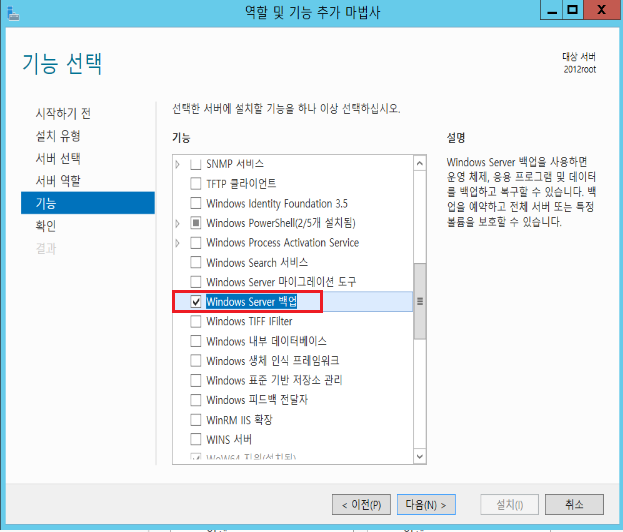 역할 및 기능 추가 마법사
기능 선택
대상 서버
2012root
시작하기 전
설치 유형
서버 선택
서버 역할
기능
확인
결과
선택한 서버에 설치할 기능을 하나 이상 선택하십시오.
기능
SNMP 서비스
TFTP 클라이언트
Windows Identity Foundation 3.5
Windows PowerShell(2/5개 설치됨)
Windows Process Activation Service
Windows Search 서비스
Windows Server 마이그레이션 도구
Windows Server 백업
Windows TIFF IFilter
Windows 내부 데이터베이스
Windows 생체 인식 프레임워크
Windows 표준 기반 저장소 관리
Windows 피드백 전달자
WinRM IIS 확장
WINS 서버
WoW64 지원(설치됨)
설명
Windows Server 백업을 사용하면
운영 체제, 응용 프로그램 및 데이터
를 백업하고 복구할 수 있습니다. 백
업을 예약하고 전체 서버 또는 특정
볼륨을 보호할 수 있습니다.
< 이전(P)
다음(N) >
설치(I)
취소